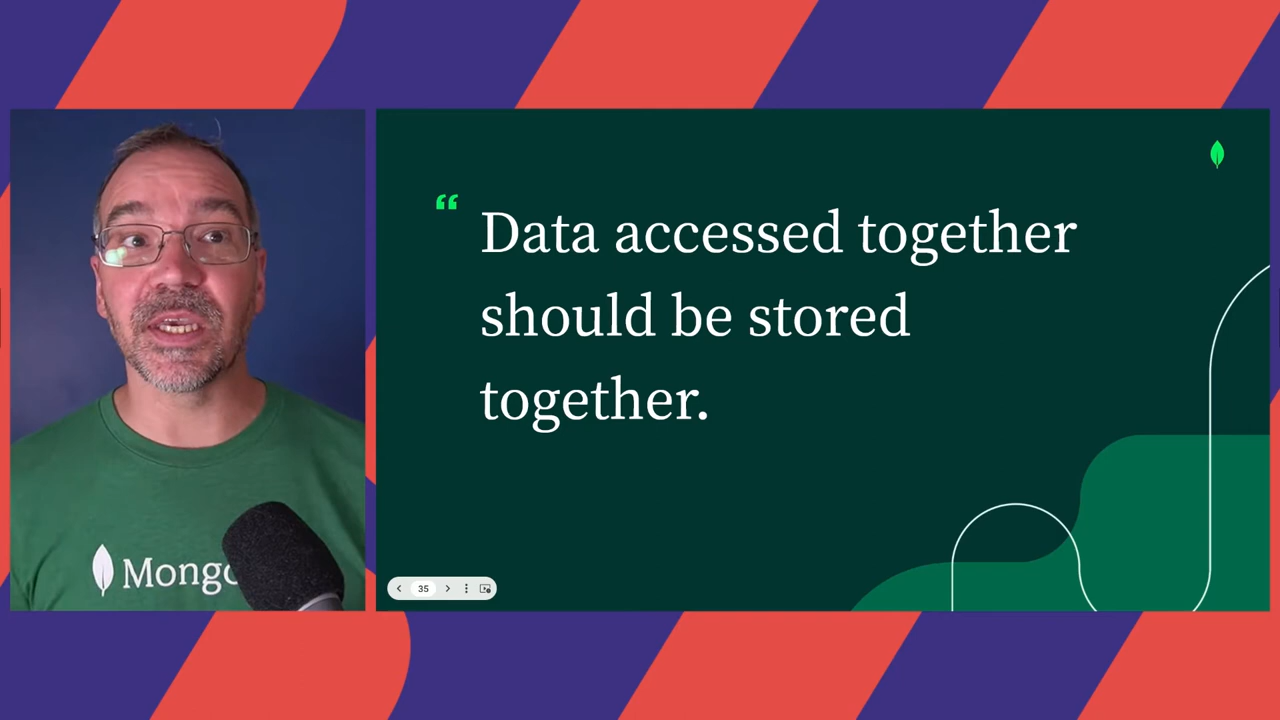 “ Data accessed together
should be stored
together.
Mongo
35